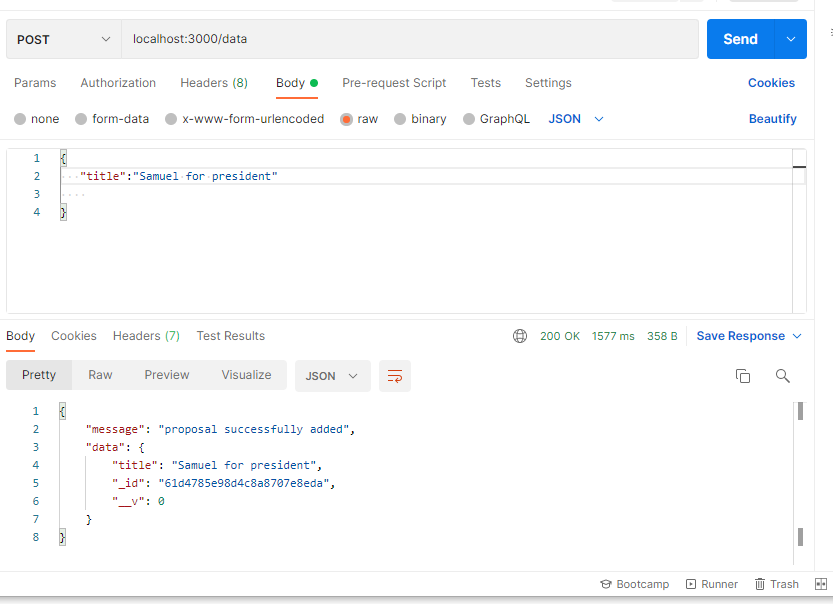 POST localhost:3000/data Send
Params Authorization Headers (8) Body Pre-request Script Tests Settings Cookies
none form-data x-www-form-urlencoded raw binary GraphQL JSON Beautify
1 {
2 "title":"Samuel for president"
3
4 }
Body Cookies Headers (7) Test Results 200 OK 1577 ms 358 B Save Response
Pretty Raw Preview Visualize JSON
1 {
2 "message": "proposal successfully added",
3 "data": {
4 "title": "Samuel for president",
5 "_id": "61d4785e98d4c8a8707e8eda",
6 "__v": 0
7 }
8 }
Bootcamp Runner Trash